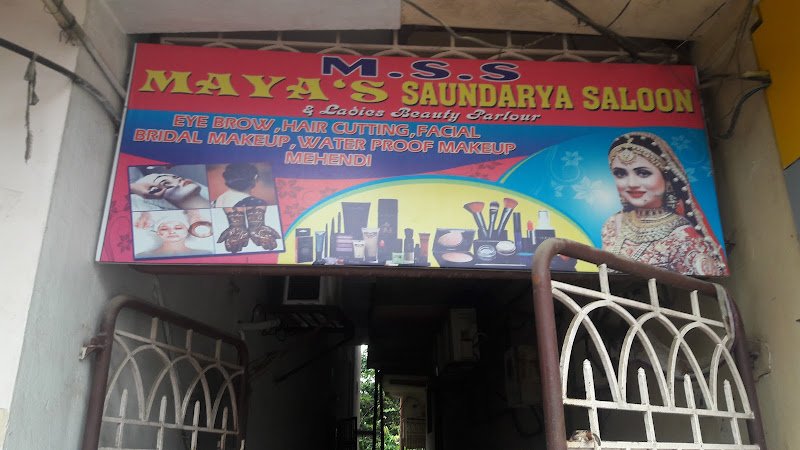 M.S.S
MAYA'S SAUNDARYA SALOON
& Ladies Beauty Parlour
EYE BROW, HAIR CUTTING, FACIAL
BRIDAL MAKEUP, WATER PROOF MAKEUP
MEHENDI